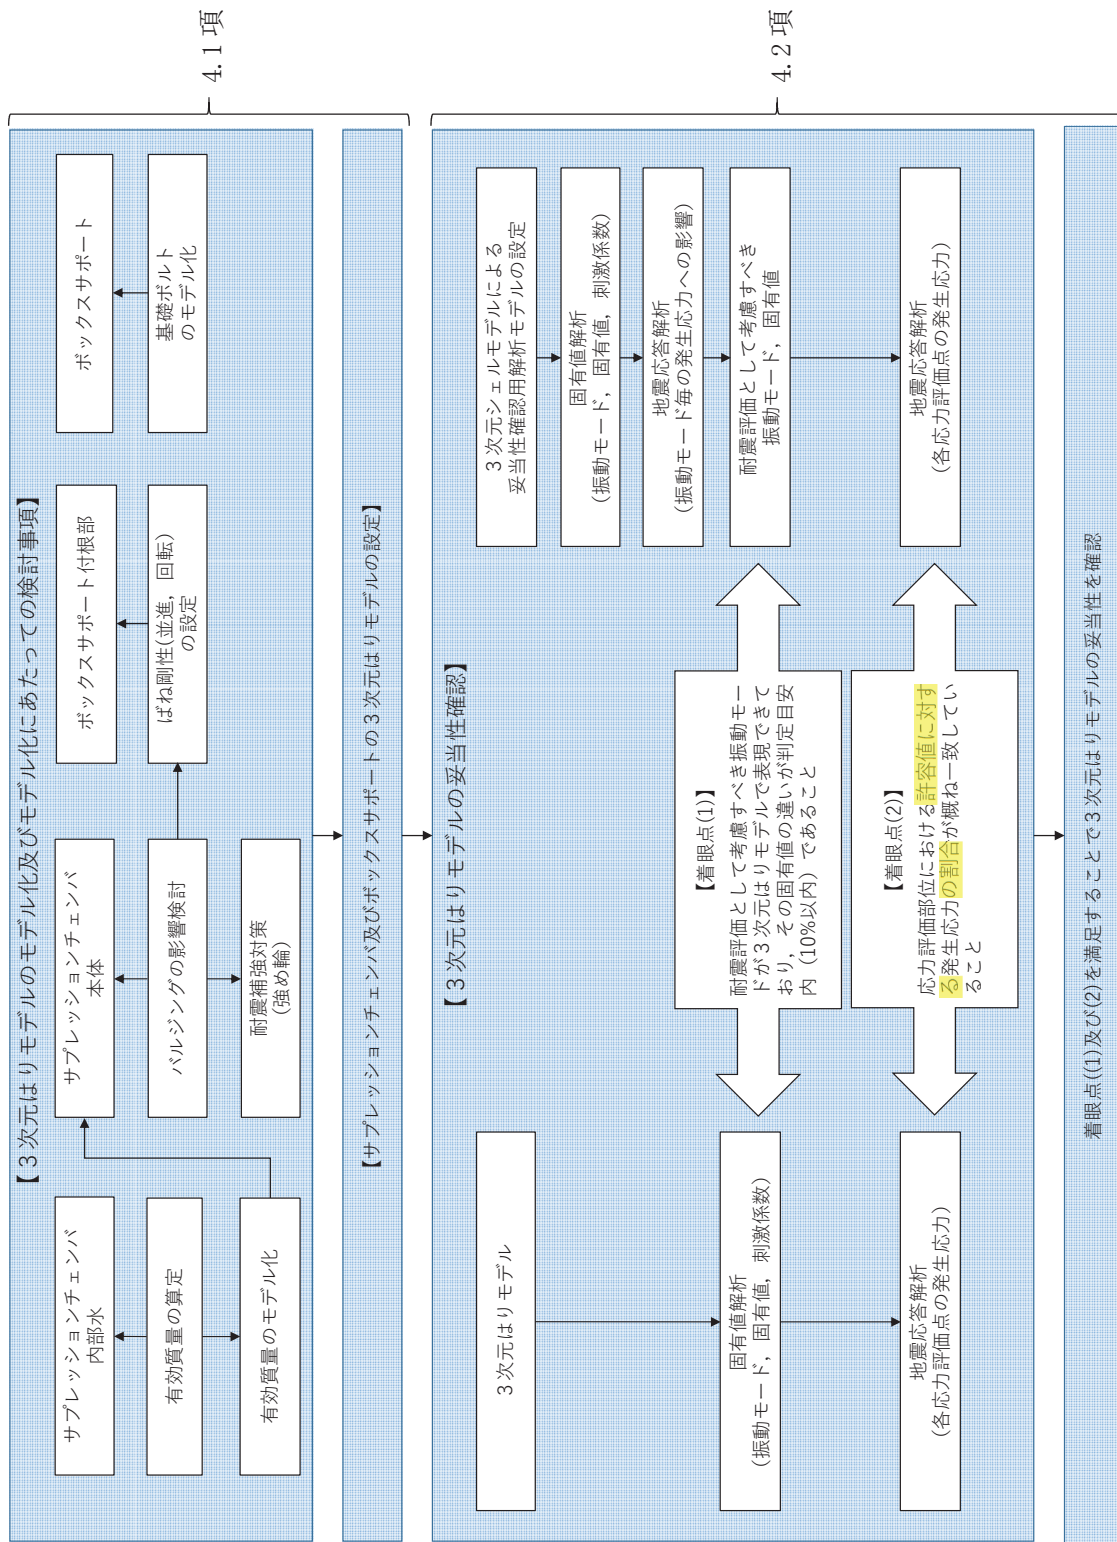 【3次元はりモデルのモデル化及びモデル化にあたっての検討事項】
サプレッションチェンバ
内部水
有効質量の算定
有効質量のモデル化
サプレッションチェンバ
本体
バルジングの影響検討
耐震補強対策
(強め輪)
ボックスサポート付根部
ばね剛性(並進，回転)
の設定
ボックスサポート
基礎ボルト
のモデル化
4.1 項
【サプレッションチェンバ及びボックスサポートの3次元はりモデルの設定】
【3次元はりモデルの妥当性確認】
3次元はりモデル
固有値解析
(振動モード，固有値，刺激係数)
地震応答解析
(各応力評価点の発生応力)
【着眼点(1)】
耐震評価として考慮すべき振動モー
ドが3次元はりモデルで表現できて
おり，その固有値の違いが判定目安
内（10%以内）であること
【着眼点(2)】
応力評価部位における許容値に対す
る発生応力の割合が概ね一致してい
ること
3次元シェルモデルによる
妥当性確認用解析モデルの設定
固有値解析
(振動モード，固有値，刺激係数)
地震応答解析
(振動モード毎の発生応力への影響)
耐震評価として考慮すべき
振動モード，固有値
地震応答解析
(各応力評価点の発生応力)
4.2 項
着眼点((1)及び(2)を満足することで3次元はりモデルの妥当性を確認